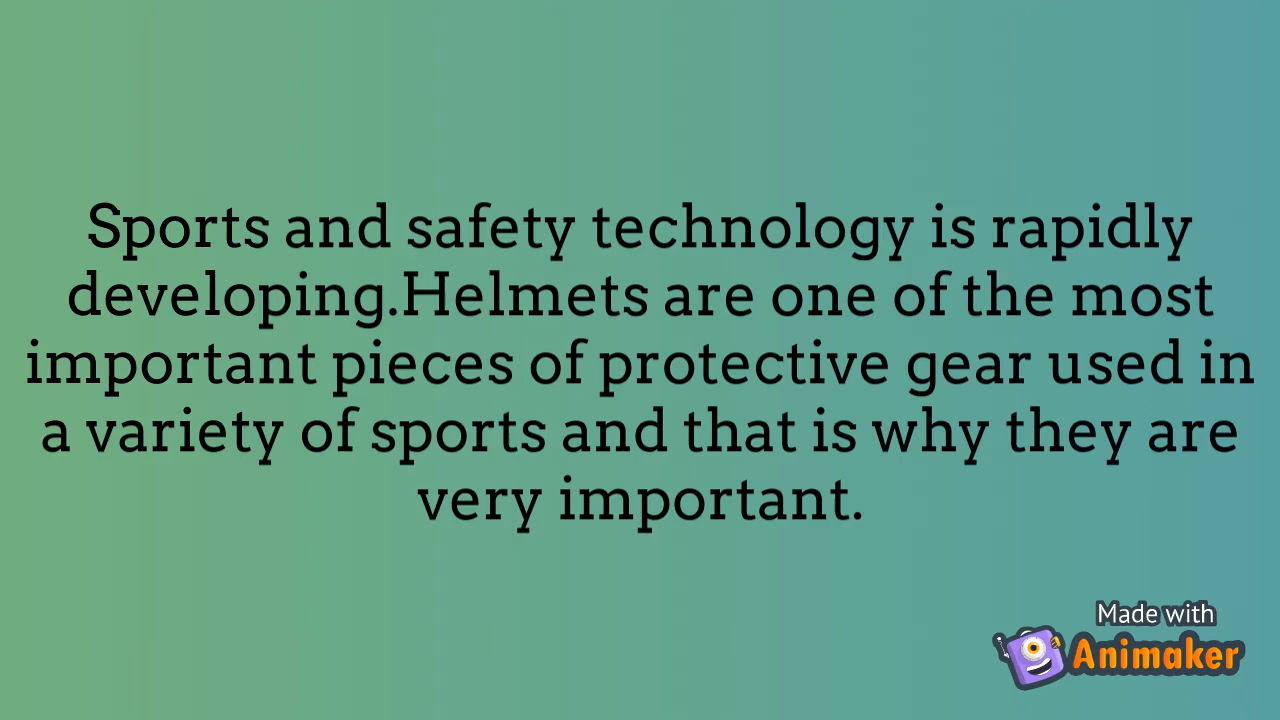 Sports and safety technology is rapidly
developing.Helmets are one of the most
important pieces of protective gear used in
a variety of sports and that is why they are
very important.
Made with
Animaker